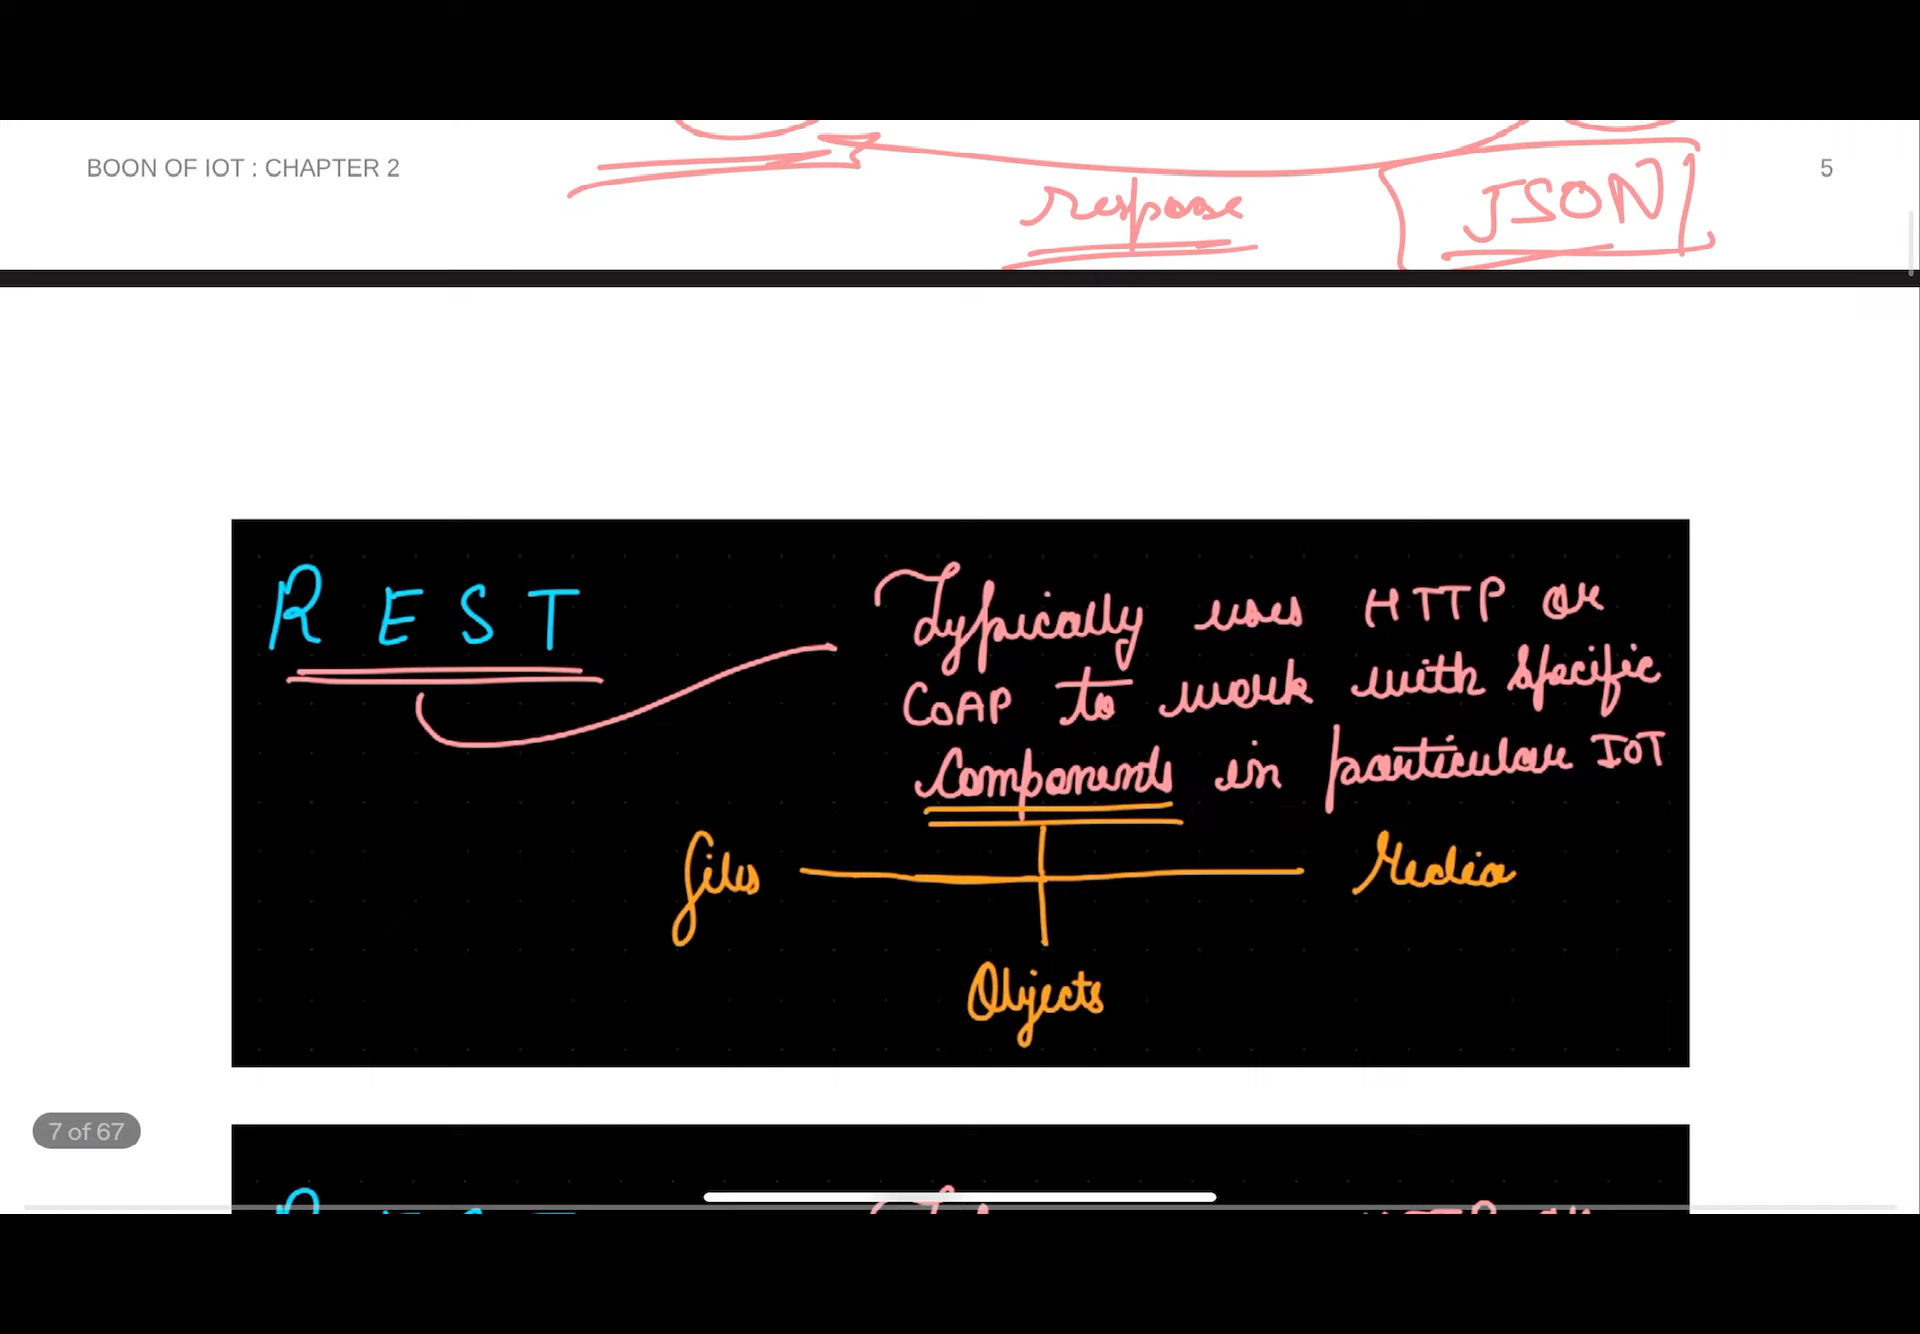 BOON OF IOT : CHAPTER 2
5
response
JSON
REST
Typically uses HTTP or
CoAP to work with specific
Components in particular IoT
files
Media
Objects
7 of 67